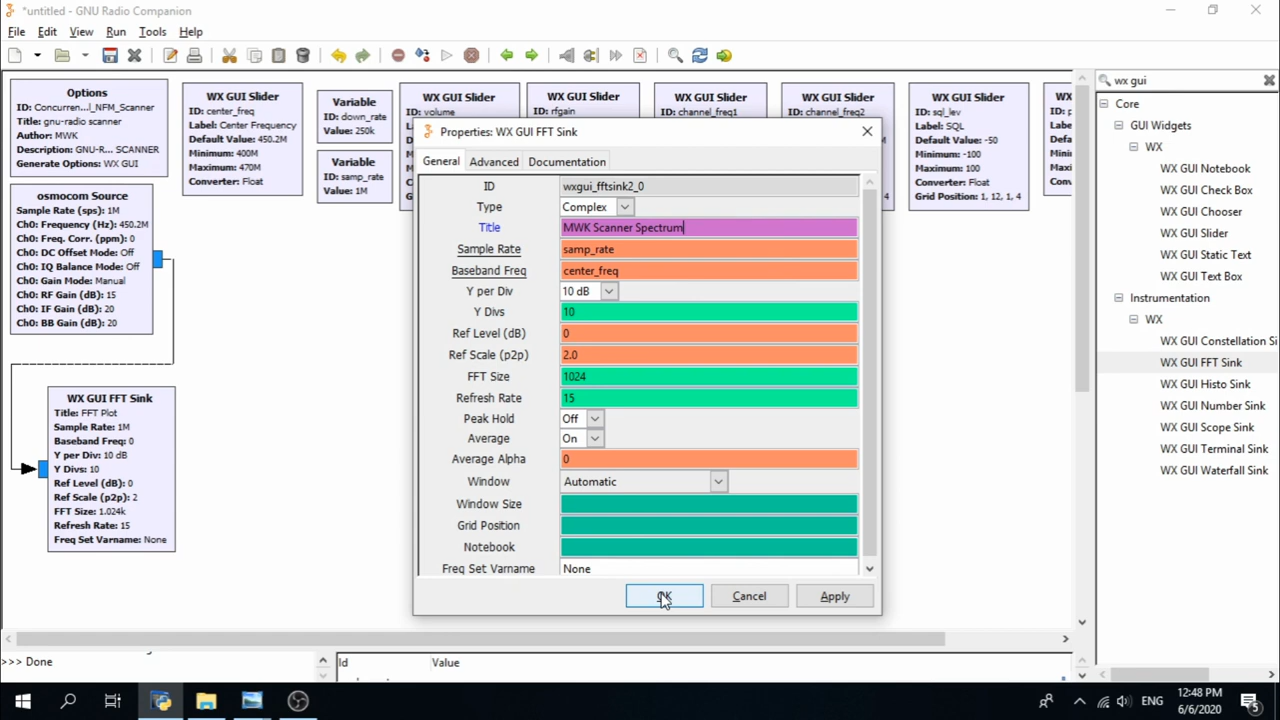 *untitled - GNU Radio Companion
File Edit View Run Tools Help
Options
ID: Concurren...l_NFM_Scanner
Title: gnu-radio scanner
Author: MWK
Description: GNU-R... SCANNER
Generate Options: WX GUI
WX GUI Slider
ID: center_freq
Label: Center Frequency
Default Value: 450.2M
Minimum: 400M
Maximum: 470M
Converter: Float
Variable
ID: down_rate
Value: 250k
Variable
ID: samp_rate
Value: 1M
WX GUI Slider
ID: volume
WX GUI Slider
ID: rfgain
WX GUI Slider
ID: channel_freq1
WX GUI Slider
ID: channel_freq2
WX GUI Slider
ID: sql_lev
Label: SQL
Default Value: -50
Minimum: -100
Maximum: 100
Converter: Float
Grid Position: 1, 12, 1, 4
osmocom Source
Sample Rate (sps): 1M
Ch0: Frequency (Hz): 450.2M
Ch0: Freq. Corr. (ppm): 0
Ch0: DC Offset Mode: Off
Ch0: IQ Balance Mode: Off
Ch0: Gain Mode: Manual
Ch0: RF Gain (dB): 15
Ch0: IF Gain (dB): 20
Ch0: BB Gain (dB): 20
WX GUI FFT Sink
Title: FFT Plot
Sample Rate: 1M
Baseband Freq: 0
Y per Div: 10 dB
Y Divs: 10
Ref Level (dB): 0
Ref Scale (p2p): 2
FFT Size: 1.024k
Refresh Rate: 15
Freq Set Varname: None
Properties: WX GUI FFT Sink
General Advanced Documentation
ID wxgui_fftsink2_0
Type Complex
Title MWK Scanner Spectrum
Sample Rate samp_rate
Baseband Freq center_freq
Y per Div 10 dB
Y Divs 10
Ref Level (dB) 0
Ref Scale (p2p) 2.0
FFT Size 1024
Refresh Rate 15
Peak Hold Off
Average On
Average Alpha 0
Window Automatic
Window Size
Grid Position
Notebook
Freq Set Varname None
OK Cancel Apply
wx gui
Core
GUI Widgets
WX
WX GUI Notebook
WX GUI Check Box
WX GUI Chooser
WX GUI Slider
WX GUI Static Text
WX GUI Text Box
Instrumentation
WX
WX GUI Constellation Si
WX GUI FFT Sink
WX GUI Histo Sink
WX GUI Number Sink
WX GUI Scope Sink
WX GUI Terminal Sink
WX GUI Waterfall Sink
>>> Done
Id Value
ENG
12:48 PM
6/6/2020
5